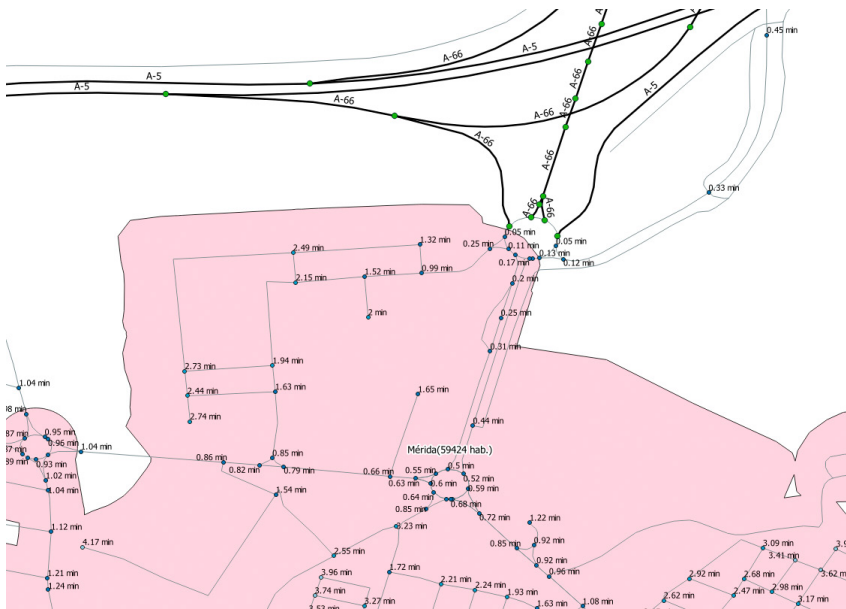 0.45 min
A-66
A-5
A-66
A-66
A-5
A-66
A-5
A-5
A-66
A-66
A-66
A-66
0.33 min
A-66
A-66
0.05 min
0.05 min
1.32 min
0.25 min
0.11 min
2.49 min
0.13 min
0.12 min
0.17 min
0.99 min
1.52 min
2.15 min
0.2 min
2 min
0.25 min
0.31 min
1.94 min
2.73 min
1.04 min
1.63 min
1.65 min
2.44 min
2.74 min
0.44 min
0.95 min
0.96 min
1.04 min
Mérida(59424 hab.)
0.93 min
0.86 min
0.82 min
0.85 min
0.79 min
0.66 min
0.55 min
0.5 min
0.52 min
0.63 min
0.6 min
0.59 min
1.02 min
1.04 min
1.54 min
0.64 min
0.68 min
0.85 min
0.72 min
1.22 min
1.12 min
3.23 min
4.17 min
2.55 min
0.85 min
0.92 min
0.92 min
3.09 min
3.41 min
3.62 min
1.21 min
1.24 min
3.96 min
1.72 min
0.96 min
2.92 min
2.68 min
3.74 min
2.21 min
2.24 min
1.93 min
2.47 min
2.98 min
3.27 min
1.63 min
1.08 min
2.62 min
3.17 min